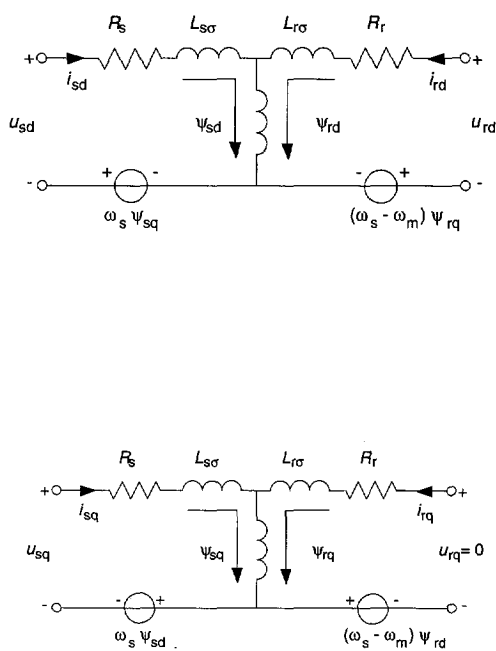 Rs Lsσ Lrσ Rr
+ +
isd ird
usd ψsd ψrd urd
- + - - + -
ωs ψsq (ωs - ωm) ψrq
Rs Lsσ Lrσ Rr
+ +
isq irq
usq ψsq ψrq urq = 0
- - + + - -
ωs ψsd (ωs - ωm) ψrd